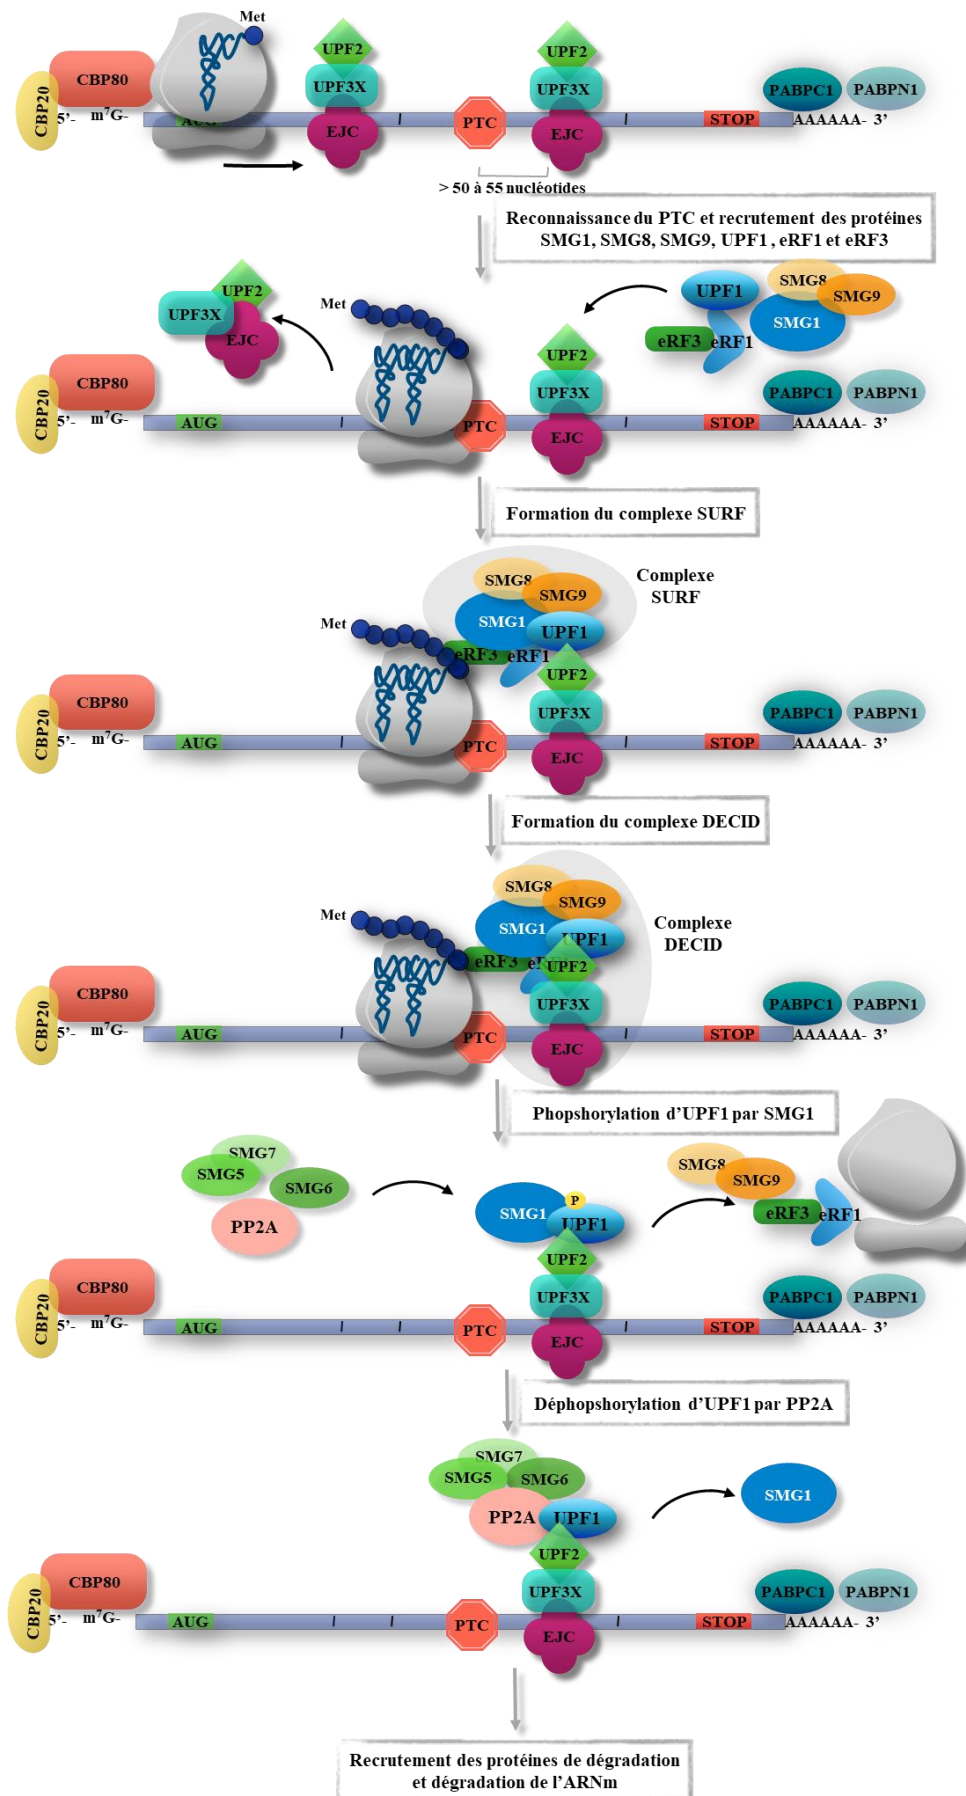 Met
UPF2
UPF2
CBP80
UPF3X
UPF3X
PABPC1
PABPN1
CBP20
5'-
m⁷G-
AUG
EJC
PTC
EJC
STOP
AAAAAA- 3'
> 50 à 55 nucléotides
Reconnaissance du PTC et recrutement des protéines
SMG1, SMG8, SMG9, UPF1, eRF1 et eRF3
UPF2
UPF3X
EJC
Met
UPF1
SMG8
SMG9
SMG1
eRF3
eRF1
UPF2
CBP80
UPF3X
PABPC1
PABPN1
CBP20
5'-
m⁷G-
AUG
PTC
EJC
STOP
AAAAAA- 3'
Formation du complexe SURF
SMG8
SMG9
Complexe
SURF
Met
SMG1
UPF1
eRF3
eRF1
UPF2
CBP80
UPF3X
PABPC1
PABPN1
CBP20
5'-
m⁷G-
AUG
PTC
EJC
STOP
AAAAAA- 3'
Formation du complexe DECID
SMG8
SMG9
Met
SMG1
UPF1
Complexe
DECID
eRF3
UPF2
CBP80
UPF3X
PABPC1
PABPN1
CBP20
5'-
m⁷G-
AUG
PTC
EJC
STOP
AAAAAA- 3'
Phopshorylation d'UPF1 par SMG1
SMG7
SMG5
SMG6
PP2A
P
SMG1
UPF1
SMG8
SMG9
eRF3
eRF1
UPF2
CBP80
UPF3X
PABPC1
PABPN1
CBP20
5'-
m⁷G-
AUG
PTC
EJC
STOP
AAAAAA- 3'
Déphopshorylation d'UPF1 par PP2A
SMG7
SMG5
SMG6
PP2A
UPF1
SMG1
UPF2
CBP80
UPF3X
PABPC1
PABPN1
CBP20
5'-
m⁷G-
AUG
PTC
EJC
STOP
AAAAAA- 3'
Recrutement des protéines de dégradation
et dégradation de l'ARNm